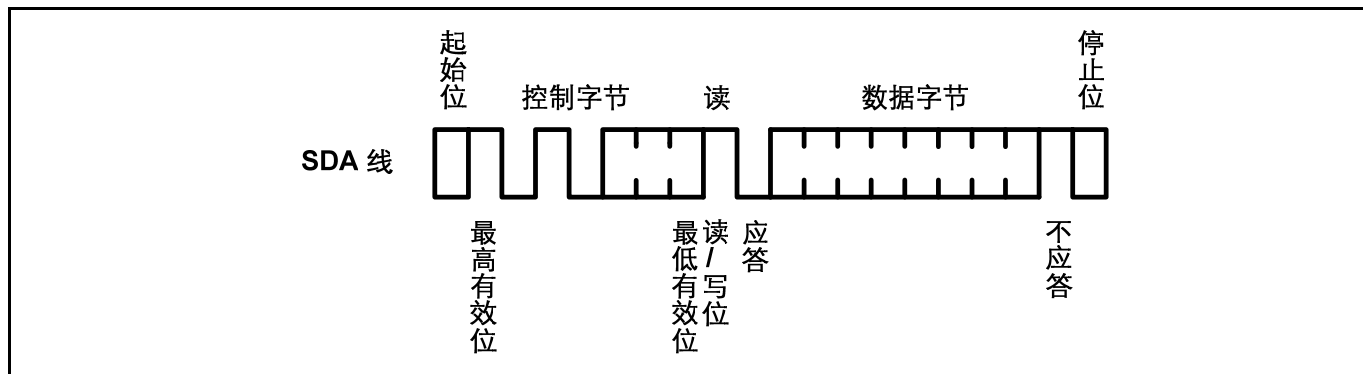 起始位
停止位
控制字节
读
数据字节
SDA 线
最高有效位
最低有效位
读/写位
应答
不应答